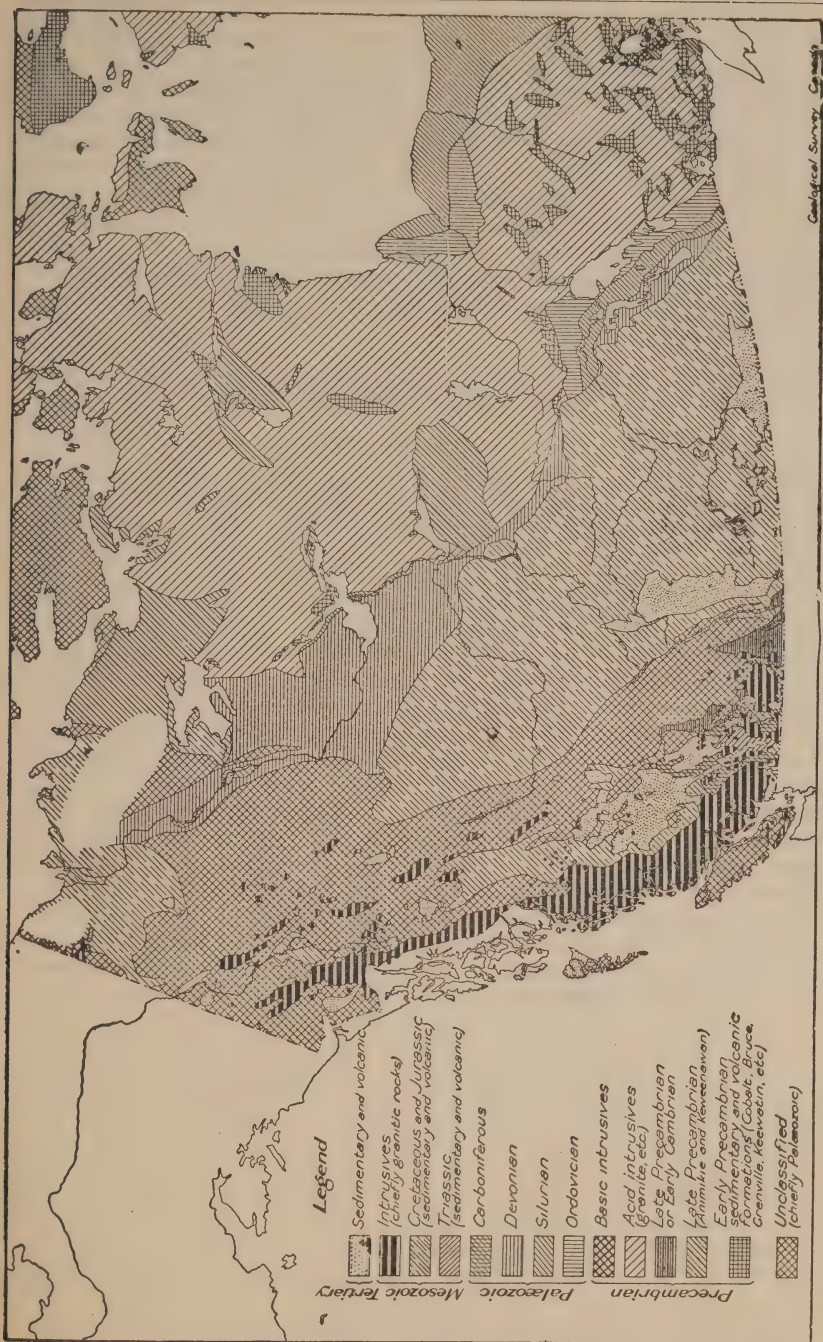 Legend
Tertiary
Sedimentary and volcanic
Mesozoic
Intrusives
(chiefly granitic rocks)
Cretaceous and Jurassic
(sedimentary and volcanic)
Triassic
(sedimentary and volcanic)
Palæozoic
Carboniferous
Devonian
Silurian
Ordovician
Precambrian
Basic intrusives
Acid intrusives
(granite, etc.)
Late Precambrian
or Early Cambrian
Late Precambrian
(Animikie and Keweenawan)
Early Precambrian
sedimentary and volcanic
formations (Cobalt, Bruce,
Grenville, Keewatin, etc)
Unclassified
(chiefly Palæozoic)
Geological Survey Canada